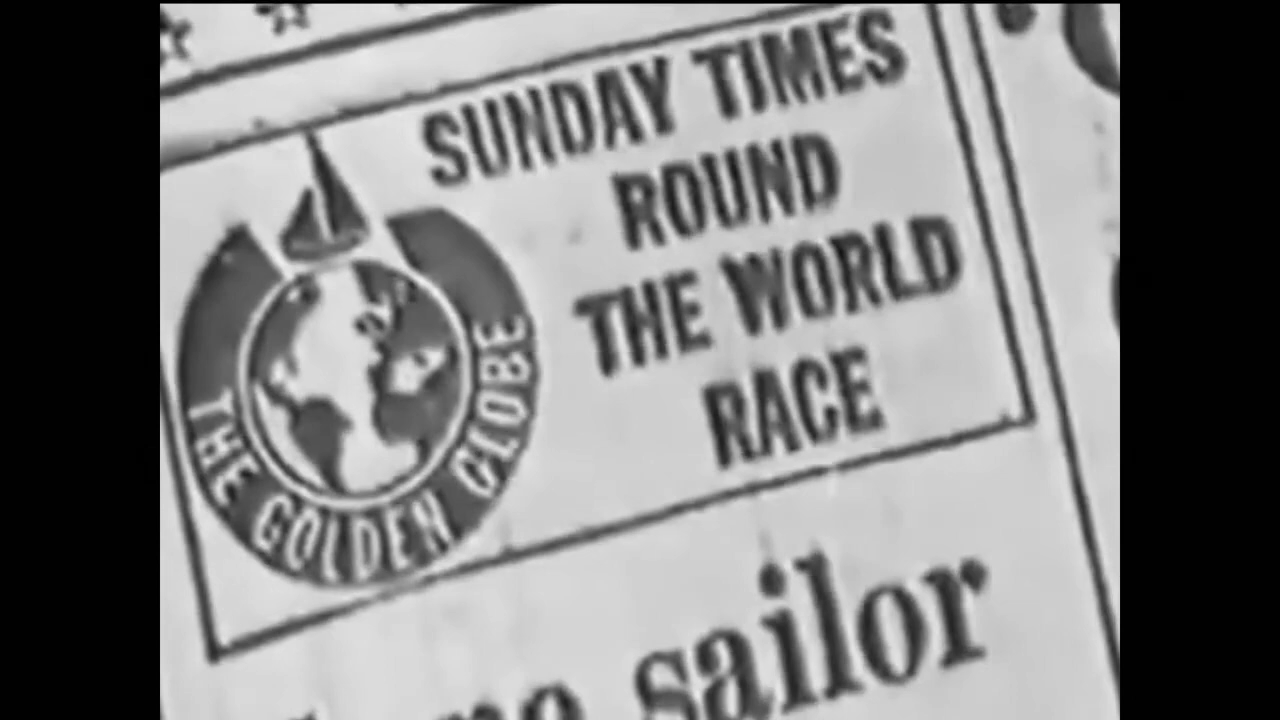 SUNDAY TIMES
ROUND
THE WORLD
RACE
THE GOLDEN GLOBE
sailor